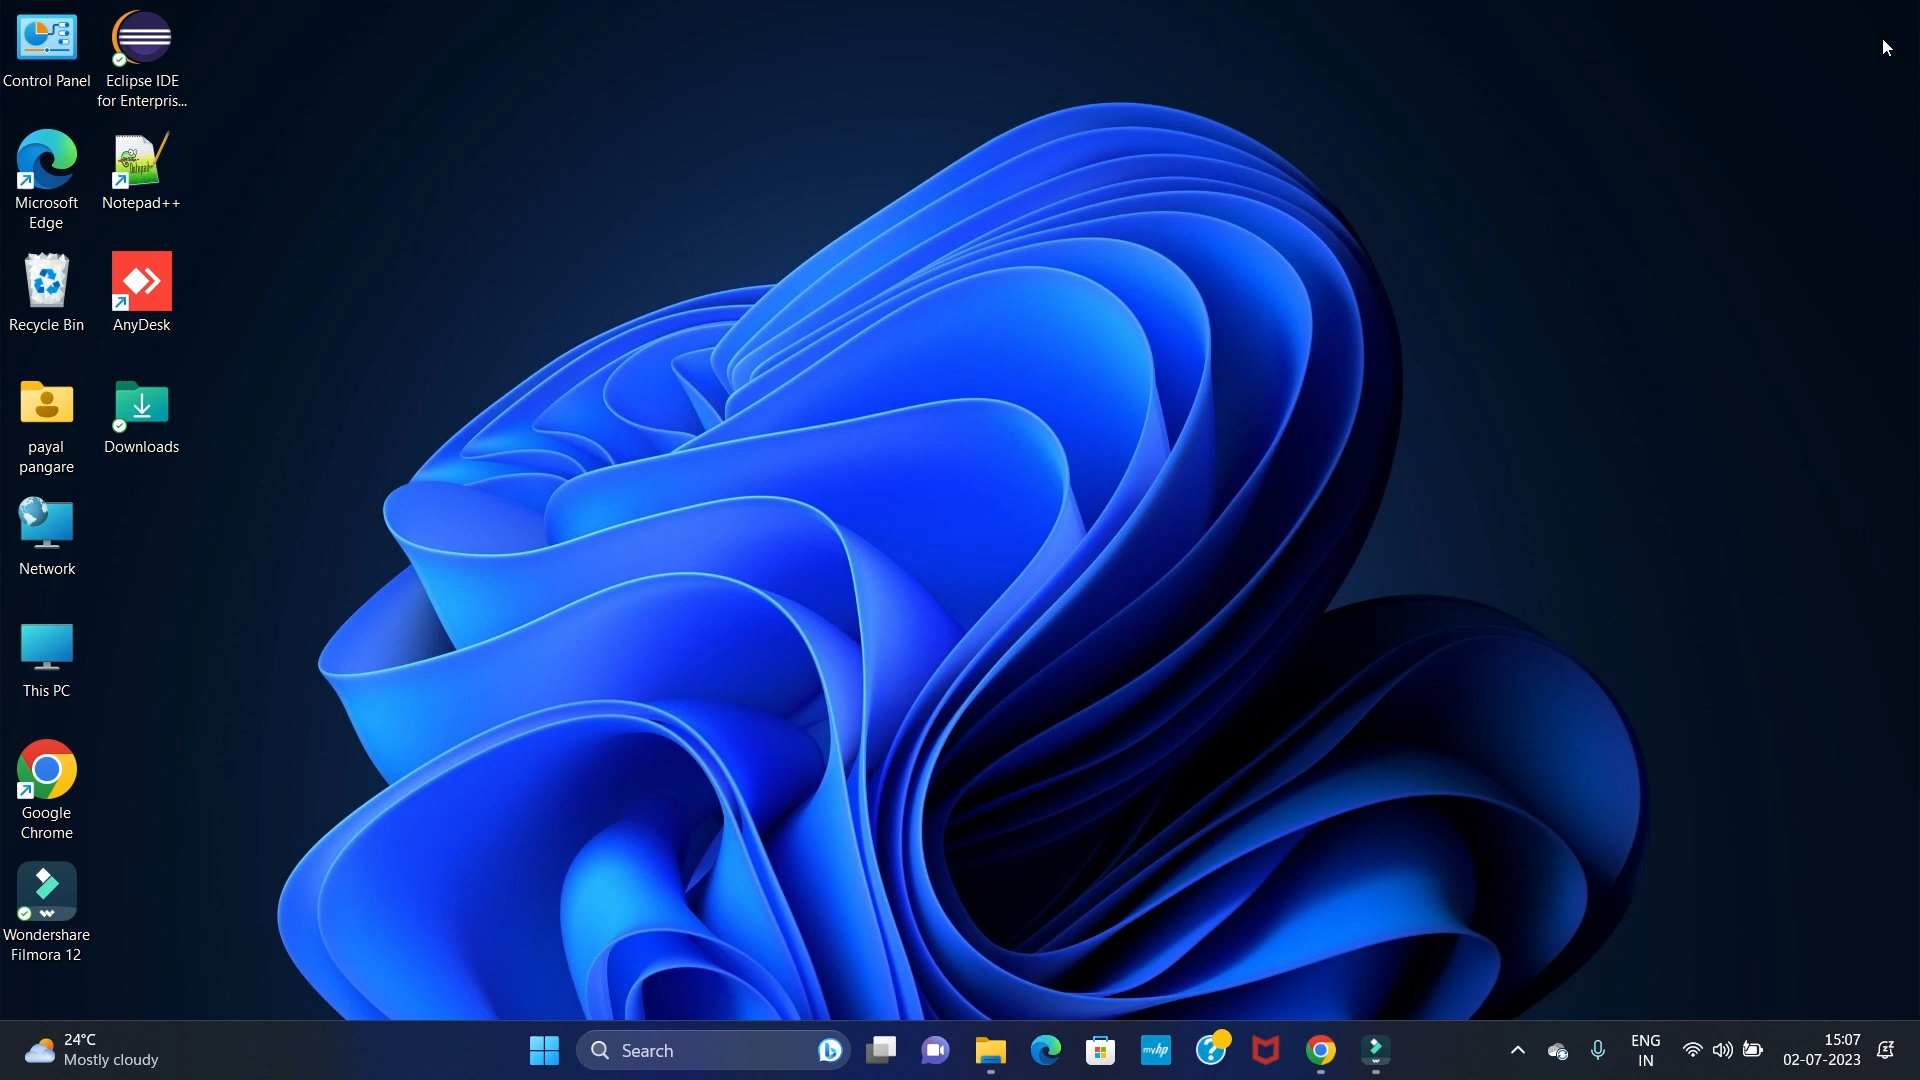 Control Panel
Eclipse IDE
for Enterpris...
Microsoft
Edge
Notepad++
Recycle Bin
AnyDesk
payal
pangare
Downloads
Network
This PC
Google
Chrome
Wondershare
Filmora 12
24°C
Mostly cloudy
Search
myhp
ENG
IN
15:07
02-07-2023